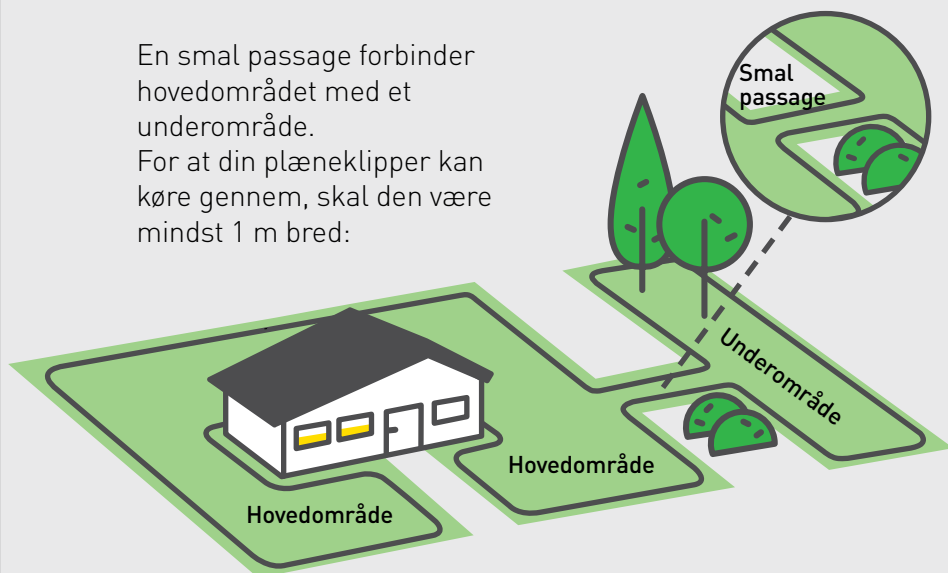 En smal passage forbinder
hovedområdet med et
underområde.
For at din plæneklipper kan
køre gennem, skal den være
mindst 1 m bred:
Smal
passage
Underområde
Hovedområde
Hovedområde